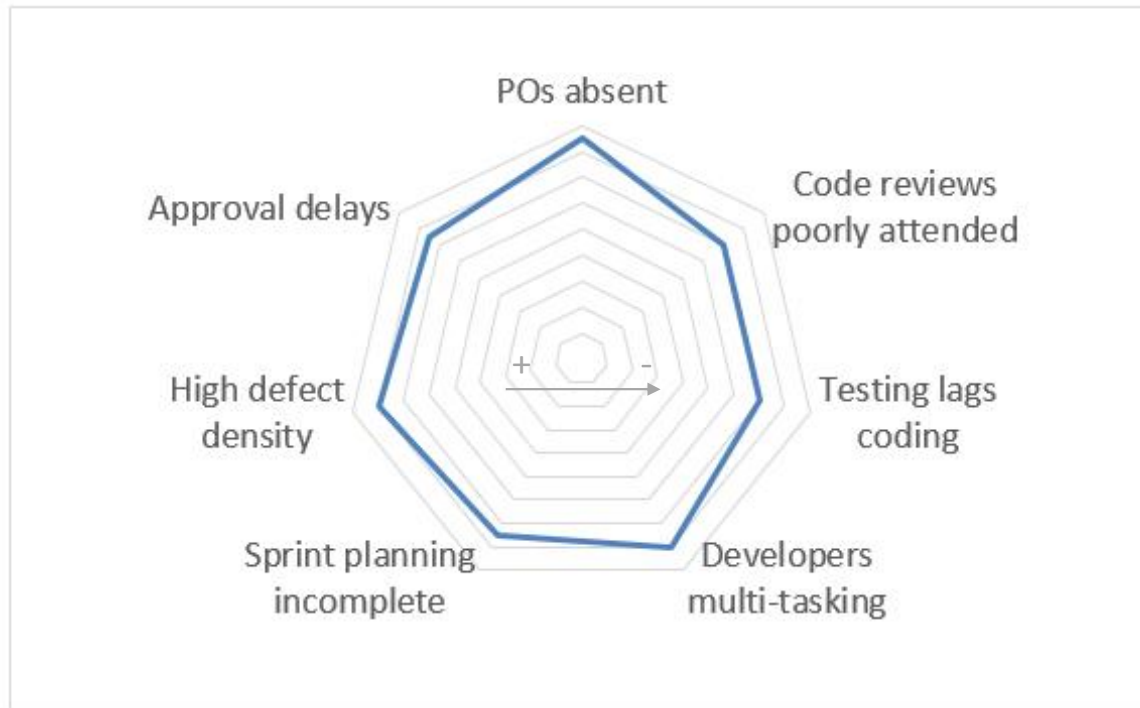 POs absent
Code reviews
poorly attended
Approval delays
+
-
High defect
density
Testing lags
coding
Sprint planning
incomplete
Developers
multi-tasking